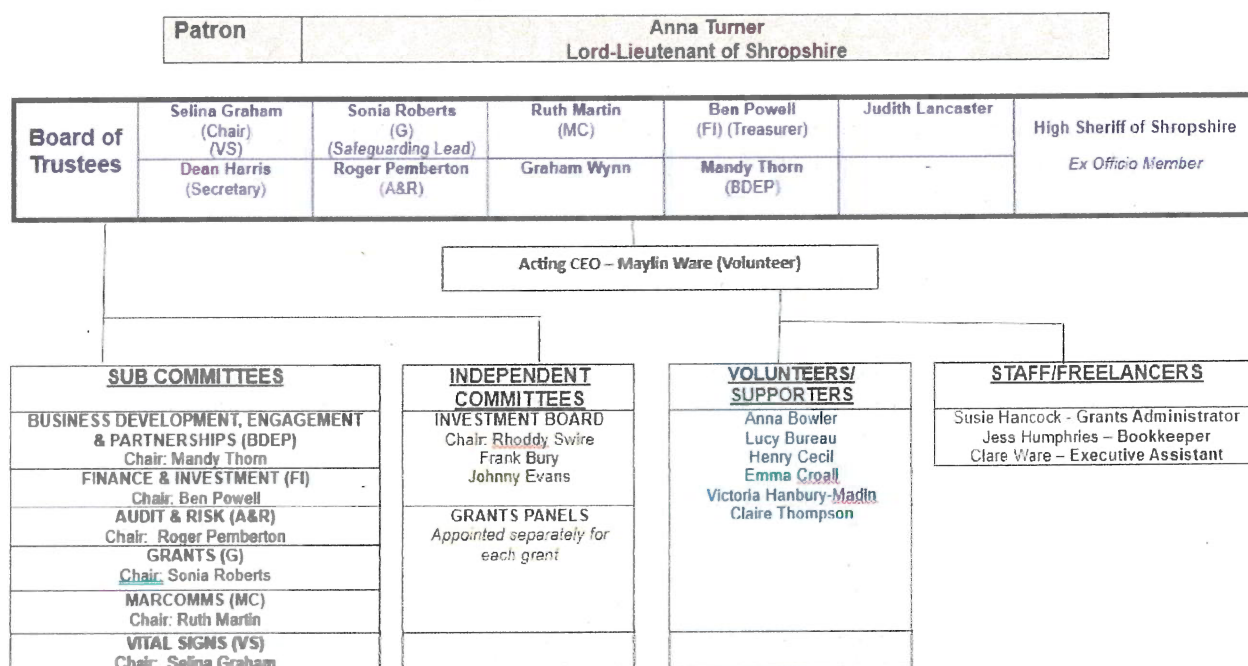 Patron
Anna Turner
Lord-Lieutenant of Shropshire
Board of
Trustees
Selina Graham
(Chair)
(VS)
Sonia Roberts
(G)
(Safeguarding Lead)
Ruth Martin
(MC)
Ben Powell
(FI) (Treasurer)
Judith Lancaster
High Sheriff of Shropshire
Ex Officio Member
Dean Harris
(Secretary)
Roger Pemberton
(A&R)
Graham Wynn
Mandy Thorn
(BDEP)
-
Acting CEO – Maylin Ware (Volunteer)
SUB COMMITTEES
BUSINESS DEVELOPMENT, ENGAGEMENT
& PARTNERSHIPS (BDEP)
Chair: Mandy Thorn
FINANCE & INVESTMENT (FI)
Chair: Ben Powell
AUDIT & RISK (A&R)
Chair: Roger Pemberton
GRANTS (G)
Chair: Sonia Roberts
MARCOMMS (MC)
Chair: Ruth Martin
VITAL SIGNS (VS)
Chair: Selina Graham
INDEPENDENT
COMMITTEES
INVESTMENT BOARD
Chair: Rhoddy Swire
Frank Bury
Johnny Evans
GRANTS PANELS
Appointed separately for
each grant
VOLUNTEERS/
SUPPORTERS
Anna Bowler
Lucy Bureau
Henry Cecil
Emma Croall
Victoria Hanbury-Madin
Claire Thompson
STAFF/FREELANCERS
Susie Hancock - Grants Administrator
Jess Humphries – Bookkeeper
Clare Ware – Executive Assistant